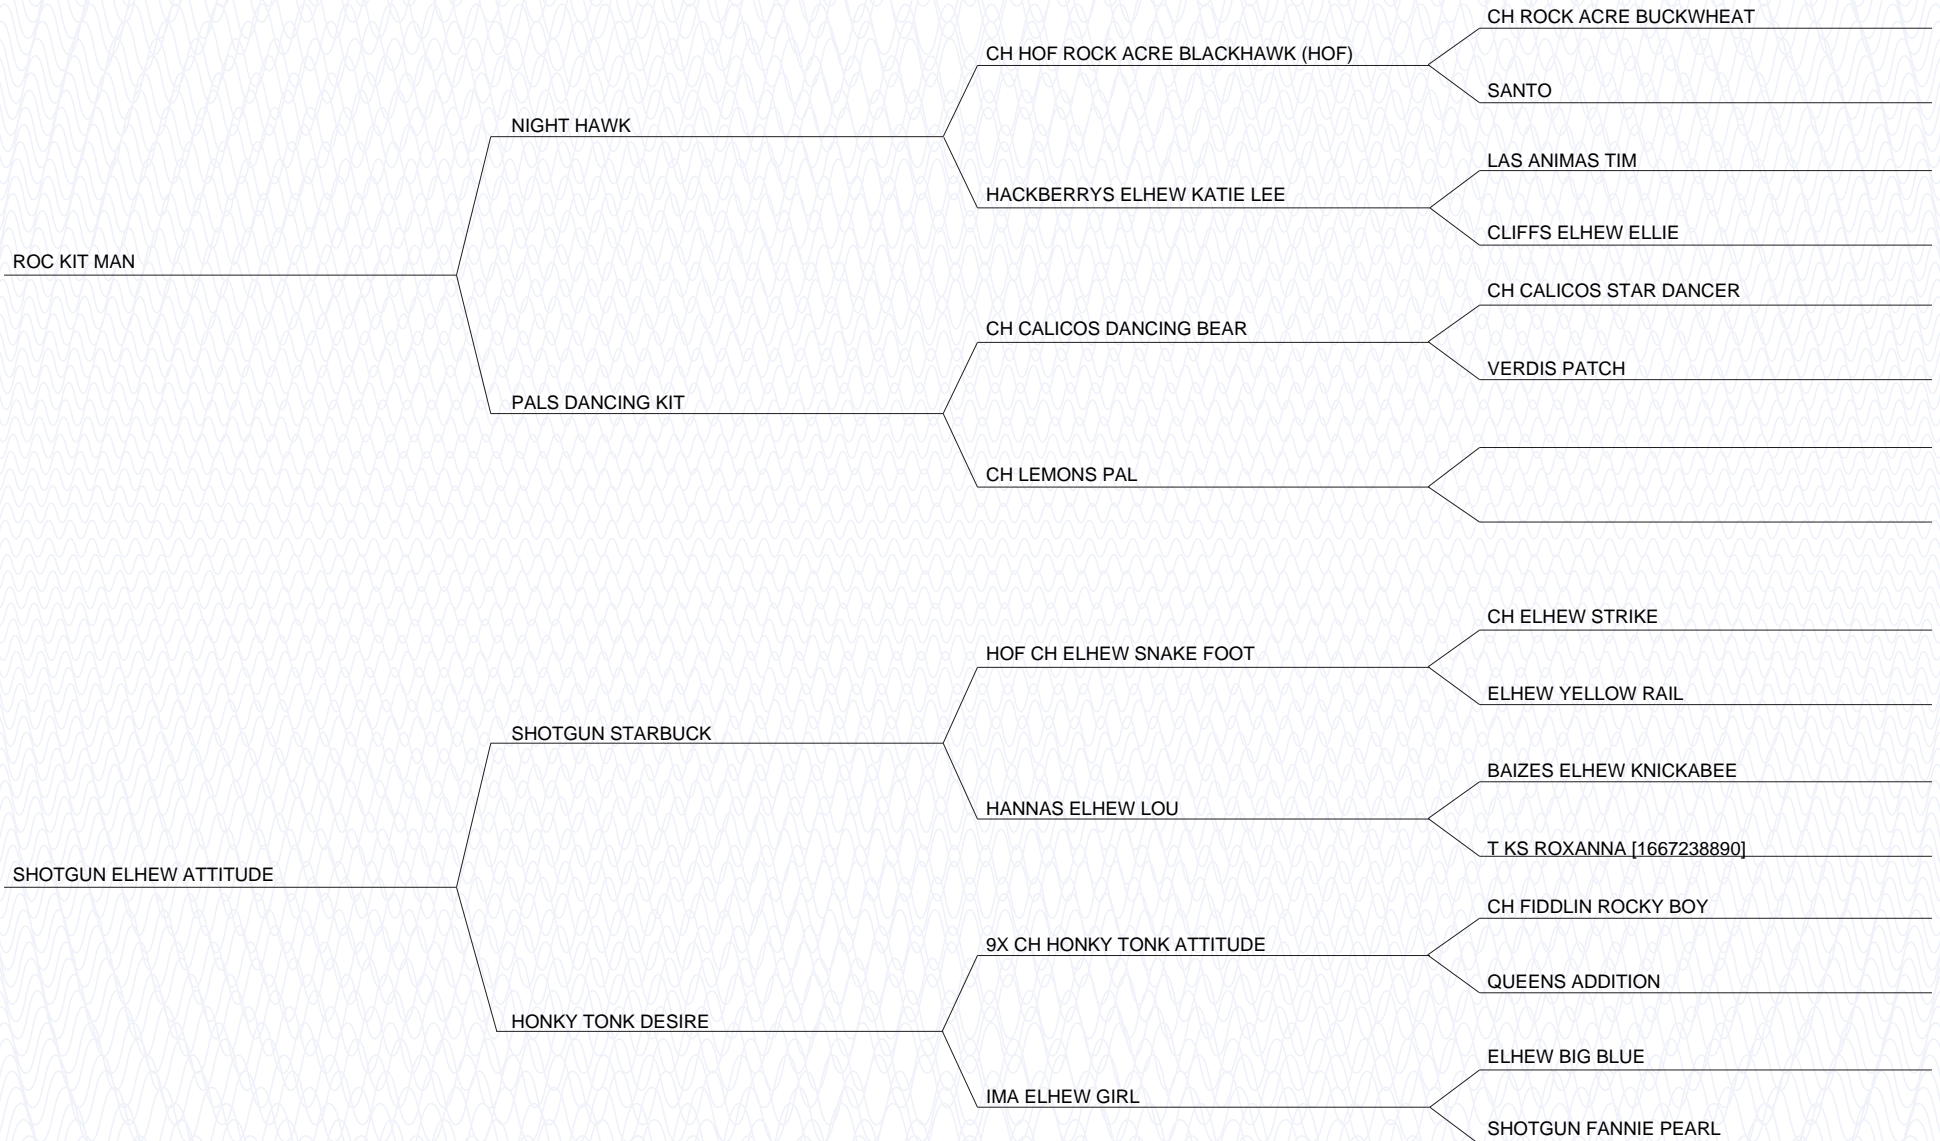 CH ROCK ACRE BUCKWHEAT
CH HOF ROCK ACRE BLACKHAWK (HOF)
SANTO
NIGHT HAWK
LAS ANIMAS TIM
HACKBERRYS ELHEW KATIE LEE
CLIFFS ELHEW ELLIE
ROC KIT MAN
CH CALICOS STAR DANCER
CH CALICOS DANCING BEAR
VERDIS PATCH
PALS DANCING KIT
CH LEMONS PAL
CH ELHEW STRIKE
HOF CH ELHEW SNAKE FOOT
ELHEW YELLOW RAIL
SHOTGUN STARBUCK
BAIZES ELHEW KNICKABEE
HANNAS ELHEW LOU
T KS ROXANNA [1667238890]
SHOTGUN ELHEW ATTITUDE
CH FIDDLIN ROCKY BOY
9X CH HONKY TONK ATTITUDE
QUEENS ADDITION
HONKY TONK DESIRE
ELHEW BIG BLUE
IMA ELHEW GIRL
SHOTGUN FANNIE PEARL